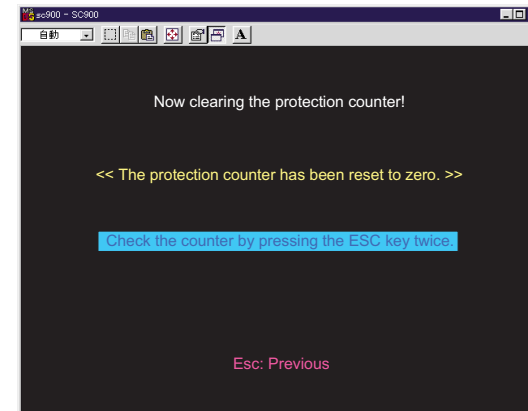 MS sc900 - SC900
自動
A
Now clearing the protection counter!
<< The protection counter has been reset to zero. >>
Check the counter by pressing the ESC key twice.
Esc: Previous